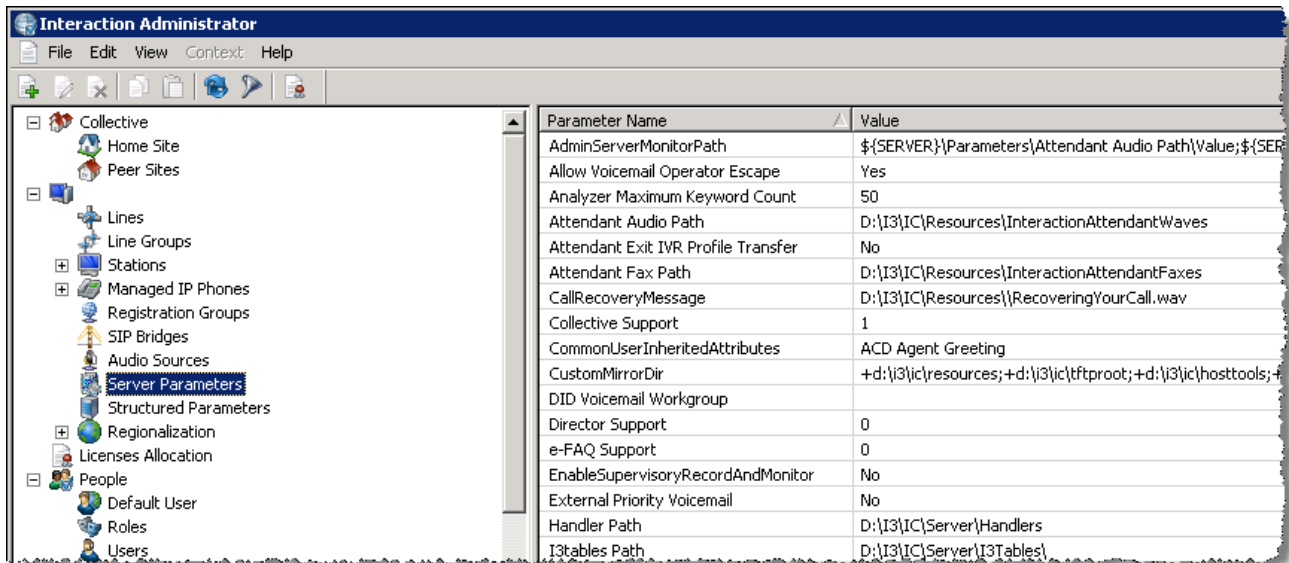 Interaction Administrator
File Edit View Context Help
Collective
Home Site
Peer Sites
Lines
Line Groups
Stations
Managed IP Phones
Registration Groups
SIP Bridges
Audio Sources
Server Parameters
Structured Parameters
Regionalization
Licenses Allocation
People
Default User
Roles
Users
Parameter Name Value
AdminServerMonitorPath ${SERVER}\Parameters\Attendant Audio Path\Value;${SER
Allow Voicemail Operator Escape Yes
Analyzer Maximum Keyword Count 50
Attendant Audio Path D:\I3\IC\Resources\InteractionAttendantWaves
Attendant Exit IVR Profile Transfer No
Attendant Fax Path D:\I3\IC\Resources\InteractionAttendantFaxes
CallRecoveryMessage D:\I3\IC\Resources\\RecoveringYourCall.wav
Collective Support 1
CommonUserInheritedAttributes ACD Agent Greeting
CustomMirrorDir +d:\i3\ic\resources;+d:\i3\ic\tftproot;+d:\i3\ic\hosttools;+
DID Voicemail Workgroup
Director Support 0
e-FAQ Support 0
EnableSupervisoryRecordAndMonitor No
External Priority Voicemail No
Handler Path D:\I3\IC\Server\Handlers
I3tables Path D:\I3\IC\Server\I3Tables\